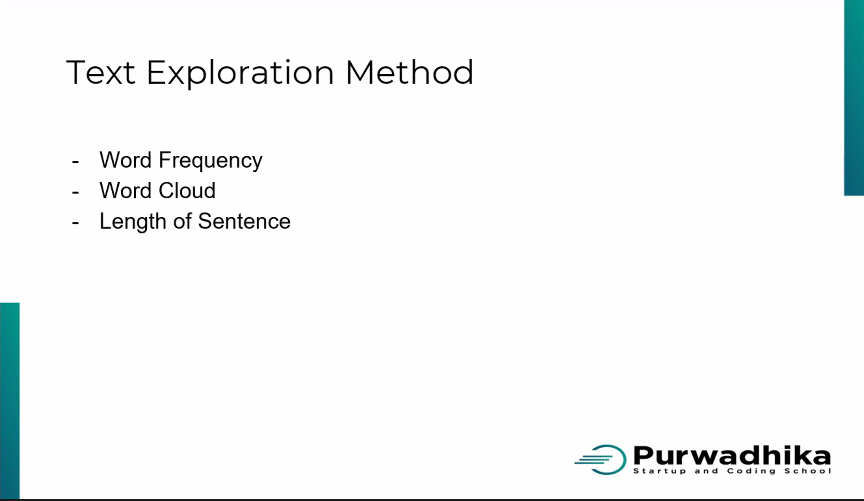 Text Exploration Method
- Word Frequency
- Word Cloud
- Length of Sentence
Purwadhika
Startup and Coding School